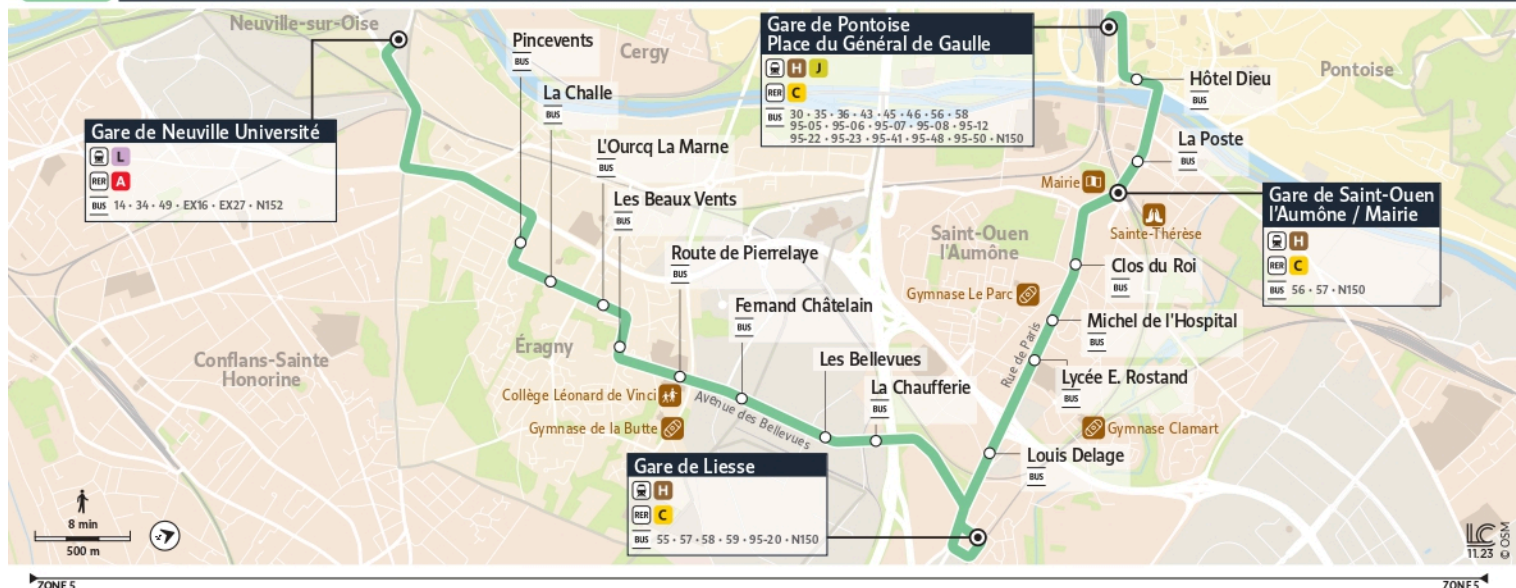 Neuville-sur-Oise
Gare de Neuville Université
L
RER A
BUS 14 • 34 • 49 • EX16 • EX27 • N152
Pincevents
BUS
Cergy
La Challe
BUS
L'Ourcq La Marne
BUS
Les Beaux Vents
BUS
Route de Pierrelaye
BUS
Fernand Châtelain
BUS
Les Bellevues
La Chaufferie
BUS
Éragny
Conflans-Sainte
Honorine
Collège Léonard de Vinci
Gymnase de la Butte
Avenue des Bellevues
Gare de Liesse
H
RER C
BUS 55 • 57 • 58 • 59 • 95-20 • N150
Gare de Pontoise
Place du Général de Gaulle
H J
RER C
BUS 30 • 35 • 36 • 43 • 45 • 46 • 56 • 58
95-05 • 95-06 • 95-07 • 95-08 • 95-12
95-22 • 95-23 • 95-41 • 95-48 • 95-50 • N150
Pontoise
Hôtel Dieu
BUS
La Poste
BUS
Mairie
Gare de Saint-Ouen
l'Aumône / Mairie
H
RER C
BUS 56 • 57 • N150
Sainte-Thérèse
Saint-Ouen
l'Aumône
Clos du Roi
BUS
Gymnase Le Parc
Michel de l'Hospital
BUS
Rue de Paris
Lycée E. Rostand
BUS
Gymnase Clamart
Louis Delage
BUS
8 min
500 m
LC
11.23
© OSM
ZONE 5
ZONE 5